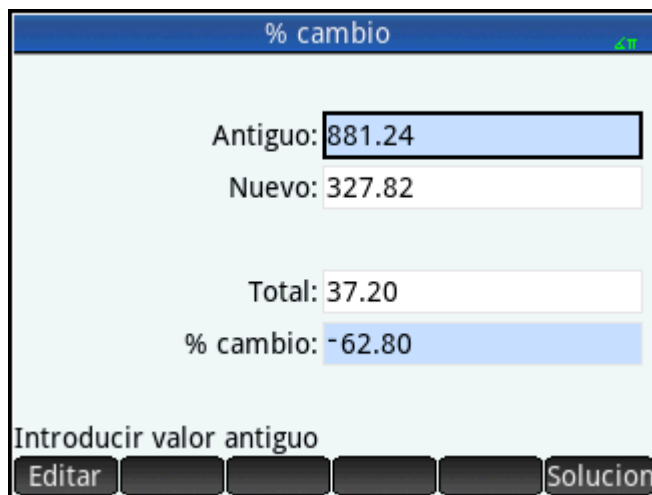 % cambio
∡π
Antiguo: 881.24
Nuevo: 327.82
Total: 37.20
% cambio: -62.80
Introducir valor antiguo
Editar Solucion